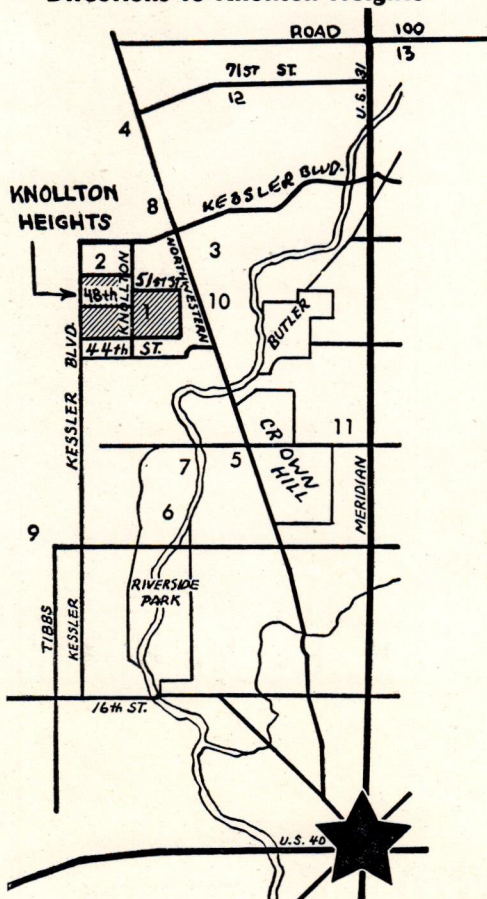 Directions to Knollton Heights
ROAD 100
13
71ST ST.
12
U.S. 31
4
KNOLLTON
HEIGHTS
8
KESSLER BLVD.
3
NORTHWESTERN
2
KNOLLTON
51st ST
48th
1
10
BUTLER
44th ST.
KESSLER BLVD.
CROWN
HILL
11
7
5
MERIDIAN
6
9
RIVERSIDE
PARK
TIBBS
KESSLER
16th ST.
U.S. 40